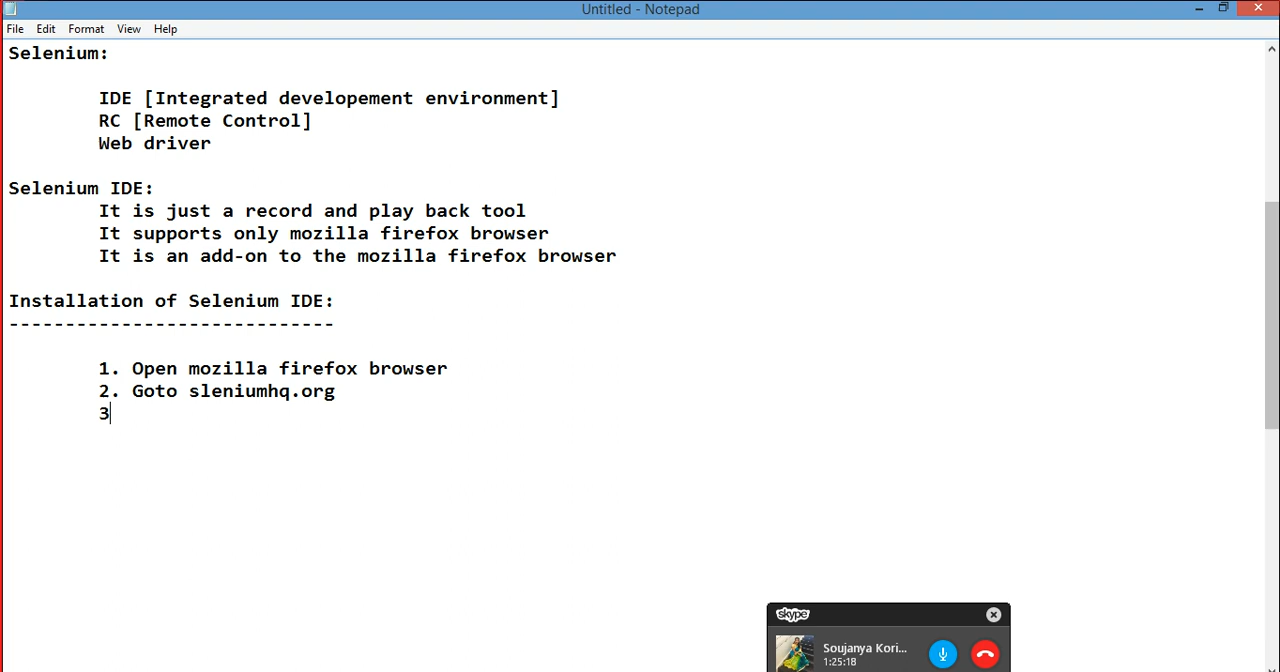 Untitled - Notepad
File Edit Format View Help
Selenium:
IDE [Integrated developement environment]
RC [Remote Control]
Web driver
Selenium IDE:
It is just a record and play back tool
It supports only mozilla firefox browser
It is an add-on to the mozilla firefox browser
Installation of Selenium IDE:
-----------------------------
1. Open mozilla firefox browser
2. Goto sleniumhq.org
3
skype
Soujanya Kori...
1:25:18